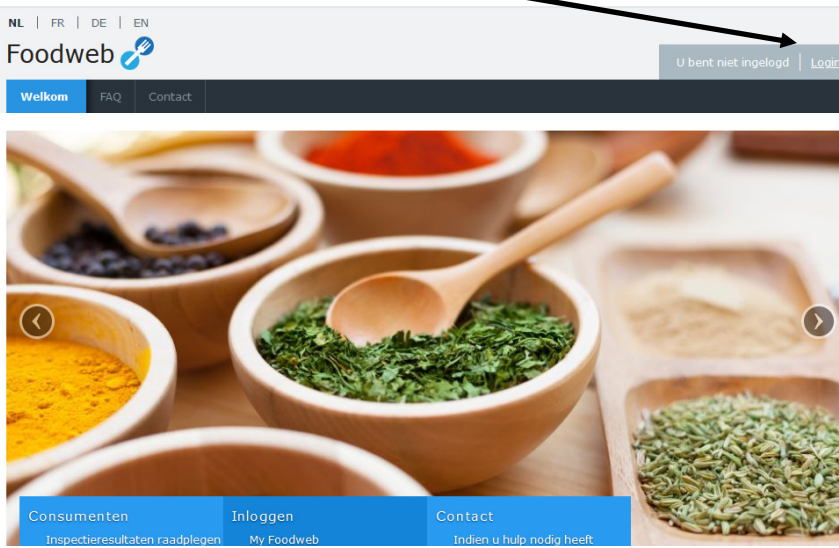 NL | FR | DE | EN
Foodweb
U bent niet ingelogd | Login
Welkom FAQ Contact
Consumenten Inloggen Contact
Inspectieresultaten raadplegen My Foodweb Indien u hulp nodig heeft